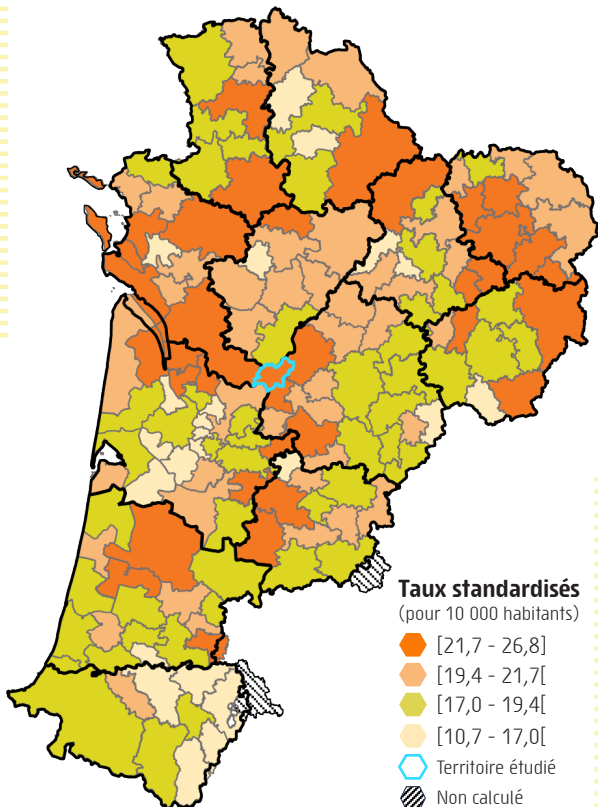 Taux standardisés
(pour 10 000 habitants)
[21,7 - 26,8]
[19,4 - 21,7[
[17,0 - 19,4[
[10,7 - 17,0[
Territoire étudié
Non calculé